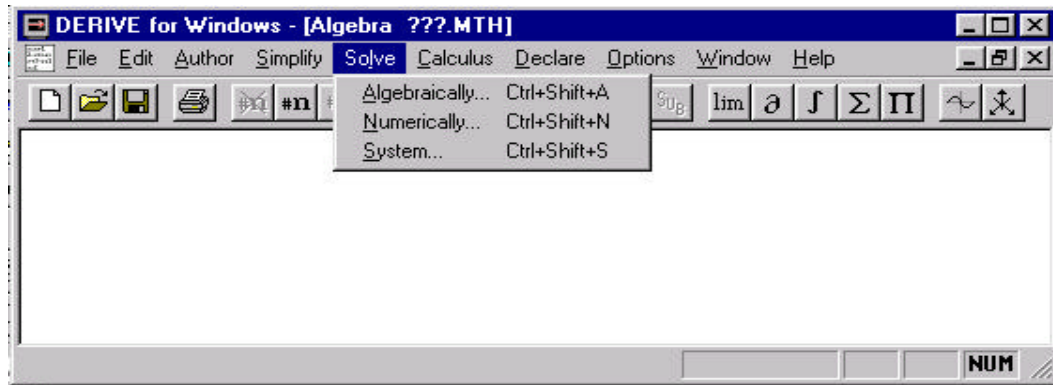 DERIVE for Windows - [Algebra ???.MTH]
File Edit Author Simplify Solve Calculus Declare Options Window Help
#n SUB lim ∂ ∫ Σ Π
Algebraically... Ctrl+Shift+A
Numerically... Ctrl+Shift+N
System... Ctrl+Shift+S
NUM